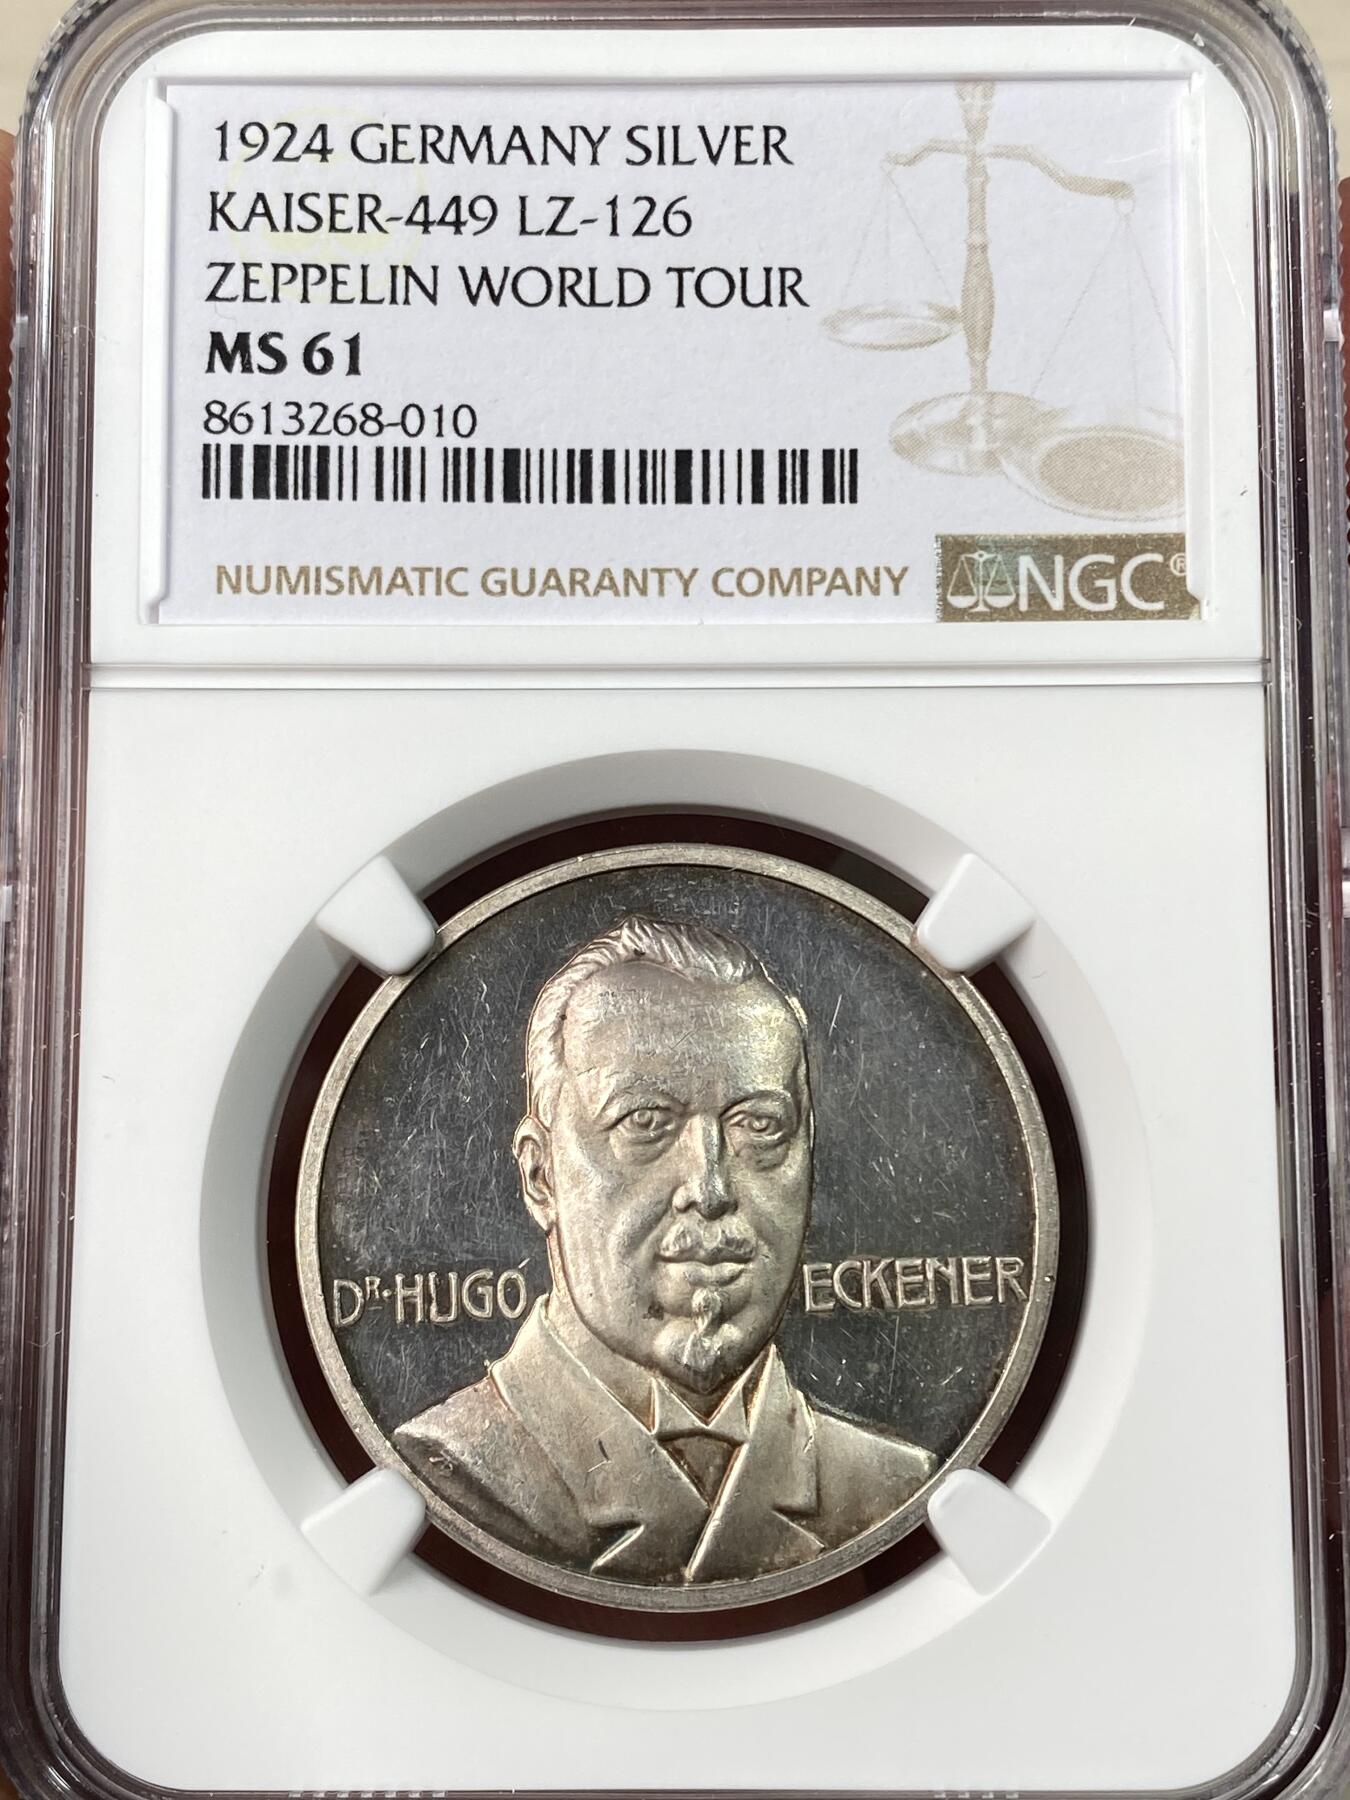 1924 GERMANY SILVER
KAISER-449 LZ-126
ZEPPELIN WORLD TOUR
MS 61
8613268-010
NUMISMATIC GUARANTY COMPANY
NGC®
DR·HUGO ECKENER